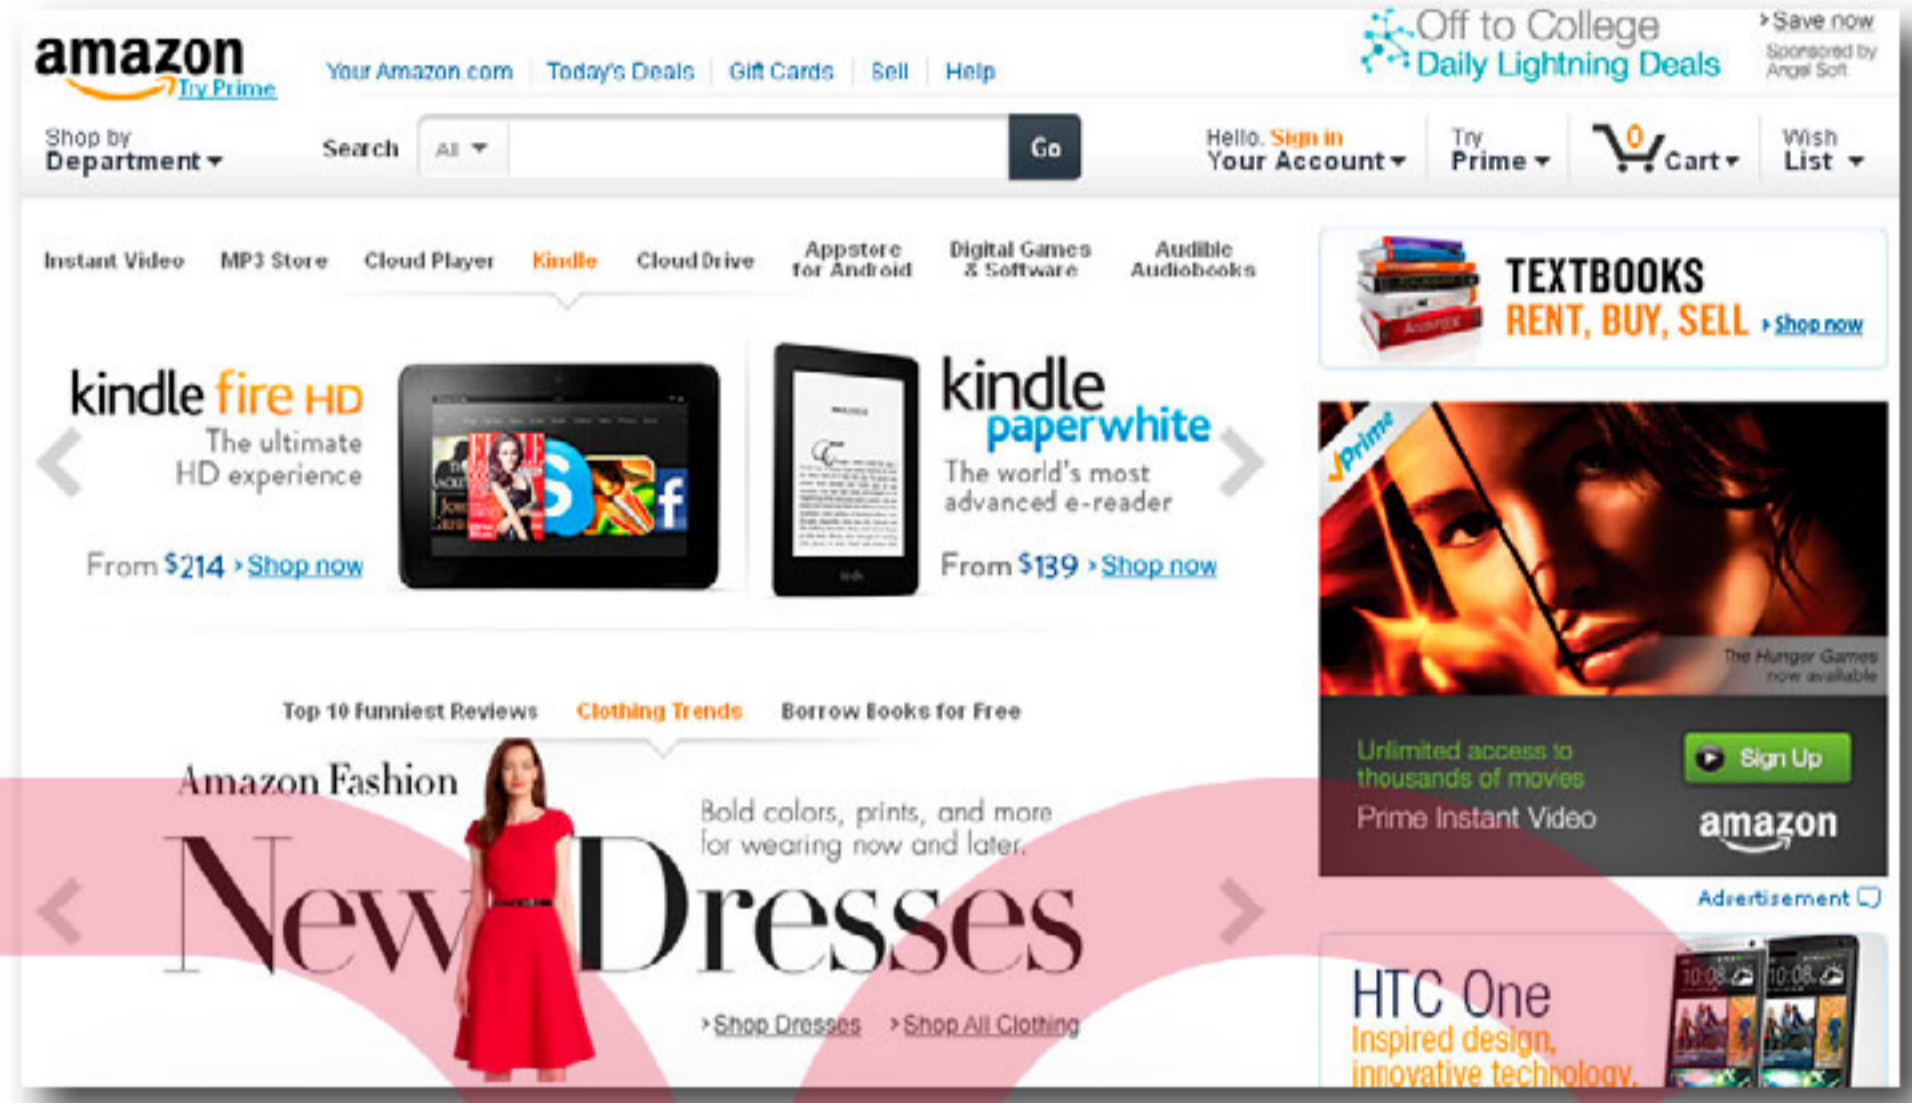 amazon
Try Prime
Your Amazon.com
Today's Deals
Gift Cards
Sell
Help
Off to College
Daily Lightning Deals
Save now
Sponsored by
Angel Soft
Shop by
Department
Search
All
Go
Hello. Sign in
Your Account
Try
Prime
0
Cart
Wish
List
Instant Video
MP3 Store
Cloud Player
Kindle
Cloud Drive
Appstore
for Android
Digital Games
& Software
Audible
Audiobooks
TEXTBOOKS
RENT, BUY, SELL
Shop now
kindle fire HD
The ultimate
HD experience
From $214 › Shop now
kindle
paperwhite
The world's most
advanced e-reader
From $139 › Shop now
kindle
Prime
The Hunger Games
now available
Unlimited access to
thousands of movies
Prime Instant Video
Sign Up
amazon
Advertisement
Top 10 Funniest Reviews
Clothing Trends
Borrow Books for Free
Amazon Fashion
New Dresses
Bold colors, prints, and more
for wearing now and later.
› Shop Dresses
› Shop All Clothing
HTC One
Inspired design,
innovative technology.
10:08
10:08